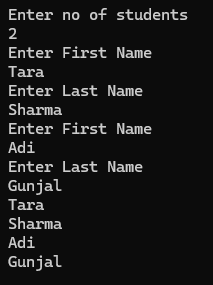 Enter no of students
2
Enter First Name
Tara
Enter Last Name
Sharma
Enter First Name
Adi
Enter Last Name
Gunjal
Tara
Sharma
Adi
Gunjal